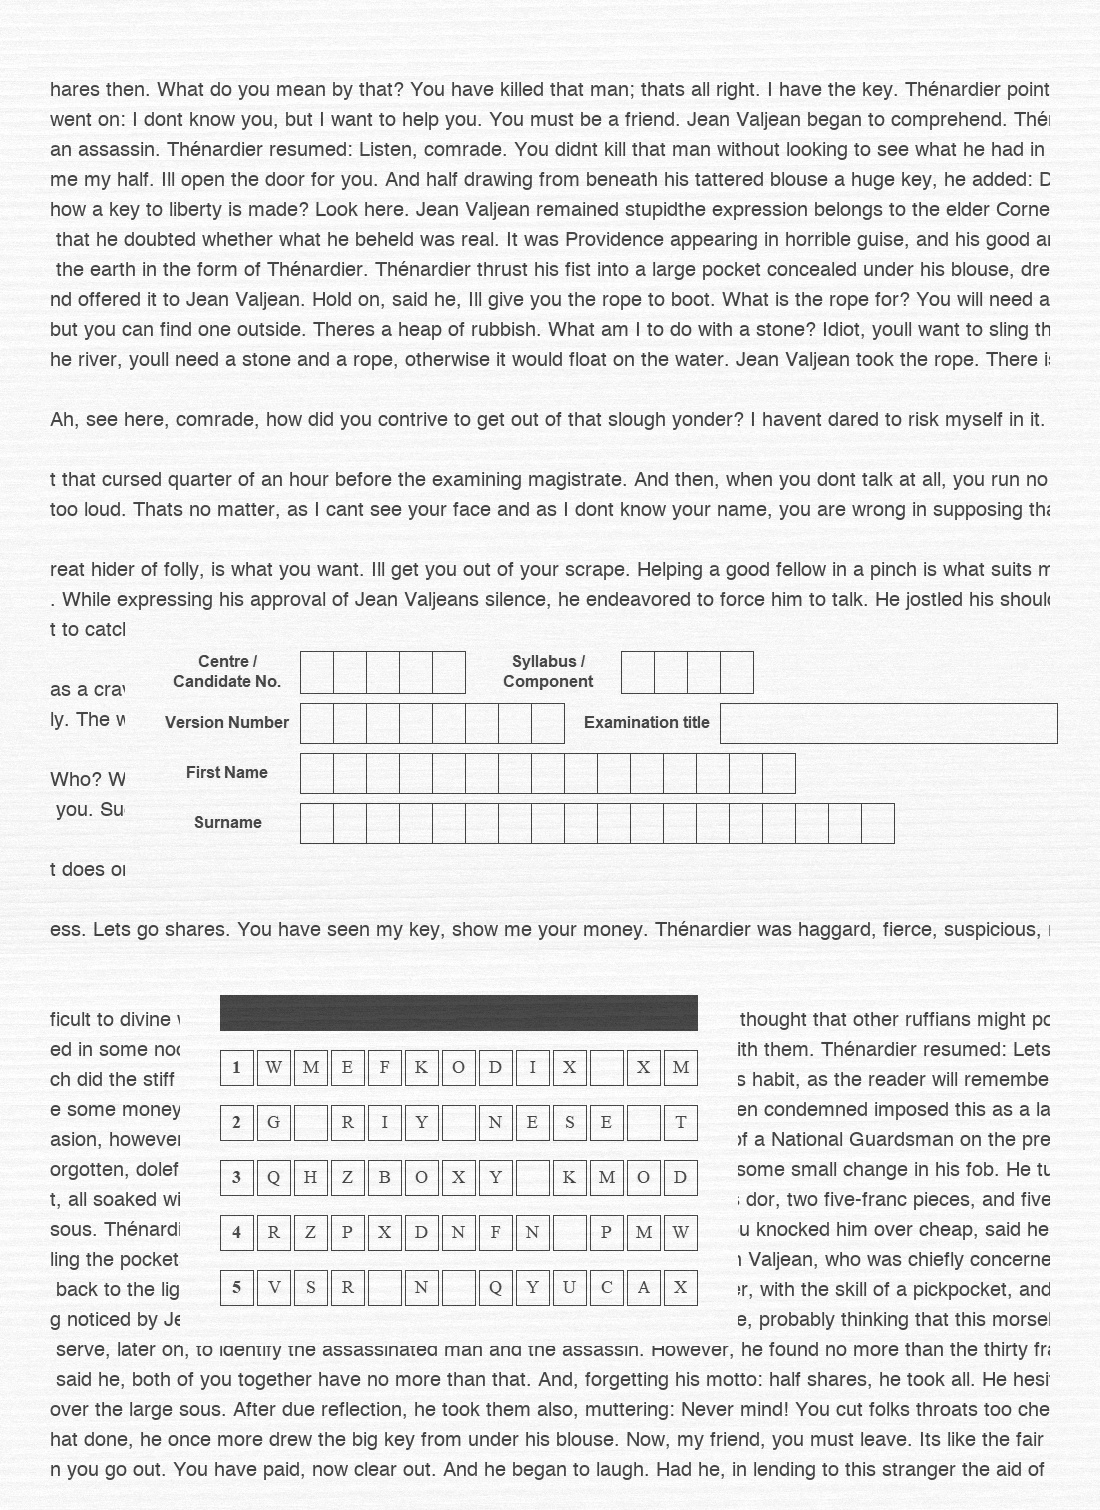 hares then. What do you mean by that? You have killed that man; thats all right. I have the key. Thénardier point
went on: I dont know you, but I want to help you. You must be a friend. Jean Valjean began to comprehend.
an assassin. Thénardier resumed: Listen, comrade. You didnt kill that man without looking to see what he had in
me my half. Ill open the door for you. And half drawing from beneath his tattered blouse a huge key, he added:
how a key to liberty is made? Look here. Jean Valjean remained stupidthe expression belongs to the elder Corne
that he doubted whether what he beheld was real. It was Providence appearing in horrible guise, and his good
the earth in the form of Thénardier. Thénardier thrust his fist into a large pocket concealed under his blouse, dre
nd offered it to Jean Valjean. Hold on, said he, Ill give you the rope to boot. What is the rope for? You will need a
but you can find one outside. Theres a heap of rubbish. What am I to do with a stone? Idiot, youll want to sling th
he river, youll need a stone and a rope, otherwise it would float on the water. Jean Valjean took the rope. There
Ah, see here, comrade, how did you contrive to get out of that slough yonder? I havent dared to risk myself in it.
t that cursed quarter of an hour before the examining magistrate. And then, when you dont talk at all, you run no
too loud. Thats no matter, as I cant see your face and as I dont know your name, you are wrong in supposing
reat hider of folly, is what you want. Ill get you out of your scrape. Helping a good fellow in a pinch is what suits
. While expressing his approval of Jean Valjeans silence, he endeavored to force him to talk. He jostled his
t to
Centre / Candidate No. Syllabus / Component
as a
ly. The
Version Number Examination title
Who?
First Name
you.
Surname
t does
ess. Lets go shares. You have seen my key, show me your money. Thénardier was haggard, fierce, suspicious,
ficult to divine thought that other ruffians might
ed in some ith them. Thénardier resumed: Lets
1 W M E F K O D I X X M
ch did the stiff s habit, as the reader will remembe
e some money en condemned imposed this as a la
2 G R I Y N E S E T
asion, however of a National Guardsman on the pre
orgotten, dolef some small change in his fob. He
3 Q H Z B O X Y K M O D
t, all soaked dor, two five-franc pieces, and five
sous. u knocked him over cheap, said he
4 R Z P X D N F N P M W
ling the pocket Valjean, who was chiefly concerne
back to the er, with the skill of a pickpocket, and
5 V S R N Q Y U C A X
g noticed by e, probably thinking that this morsel
serve, later on, to identify the assassinated man and the assassin. However, he found no more than the thirty
said he, both of you together have no more than that. And, forgetting his motto: half shares, he took all. He
over the large sous. After due reflection, he took them also, muttering: Never mind! You cut folks throats too che
hat done, he once more drew the big key from under his blouse. Now, my friend, you must leave. Its like the fair
n you go out. You have paid, now clear out. And he began to laugh. Had he, in lending to this stranger the aid of